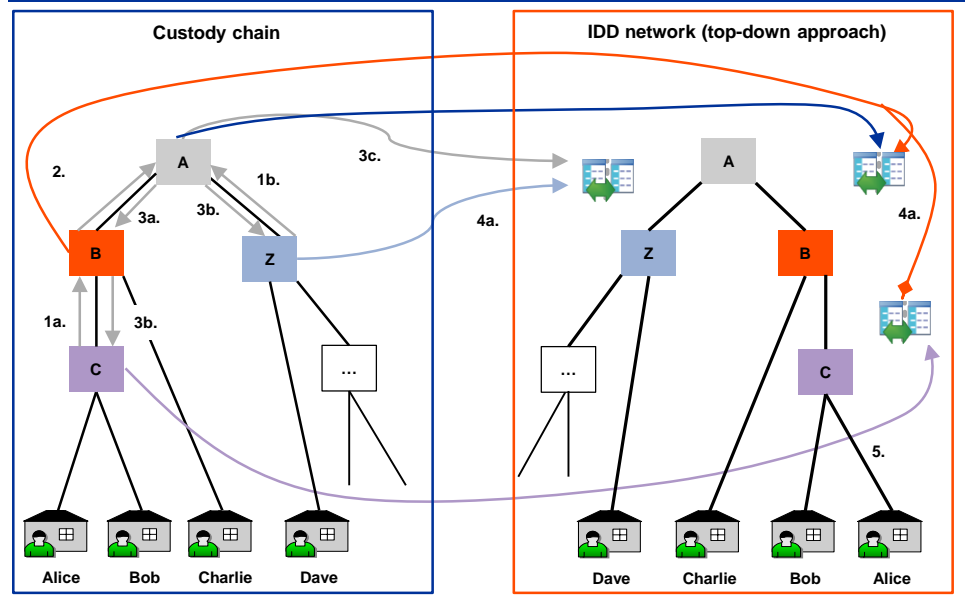 Custody chain
IDD network (top-down approach)
A
2.
3a.
3b.
1b.
3c.
B
Z
1a.
3b.
C
...
Alice
Bob
Charlie
Dave
4a.
A
Z
B
4a.
...
C
5.
Dave
Charlie
Bob
Alice